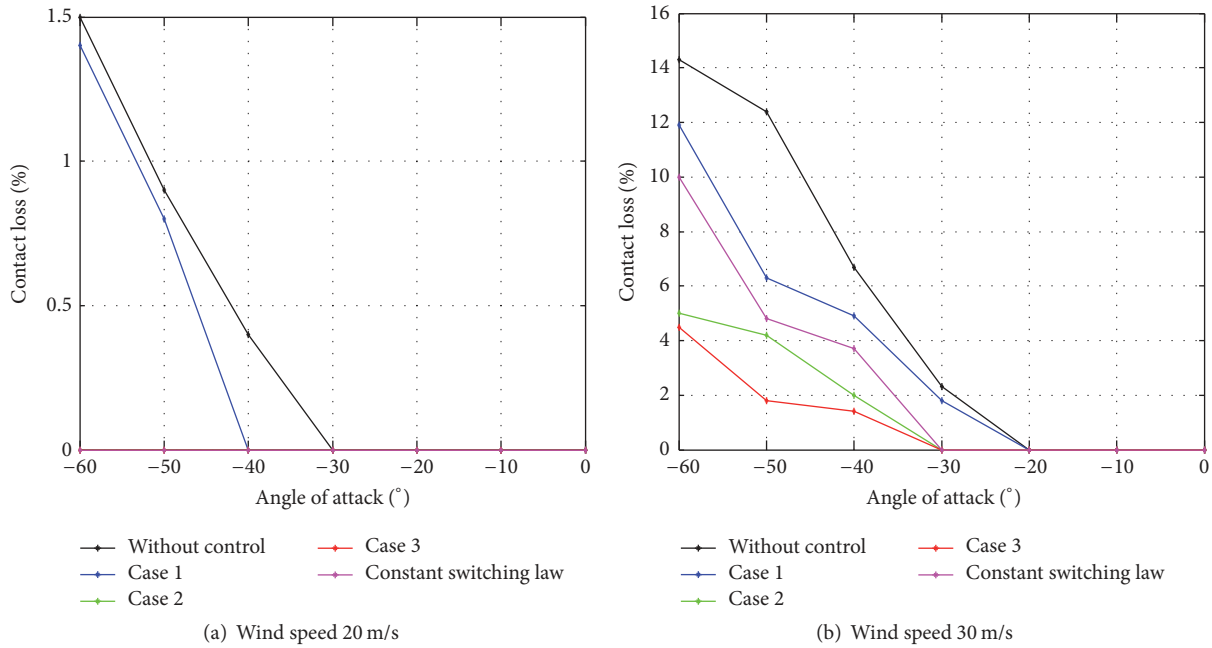 1.5
1
0.5
0
Contact loss (%)
−60
−50
−40
−30
−20
−10
0
Angle of attack (°)
Without control
Case 1
Case 2
Case 3
Constant switching law
(a) Wind speed 20 m/s
16
14
12
10
8
6
4
2
0
Contact loss (%)
−60
−50
−40
−30
−20
−10
0
Angle of attack (°)
Without control
Case 1
Case 2
Case 3
Constant switching law
(b) Wind speed 30 m/s